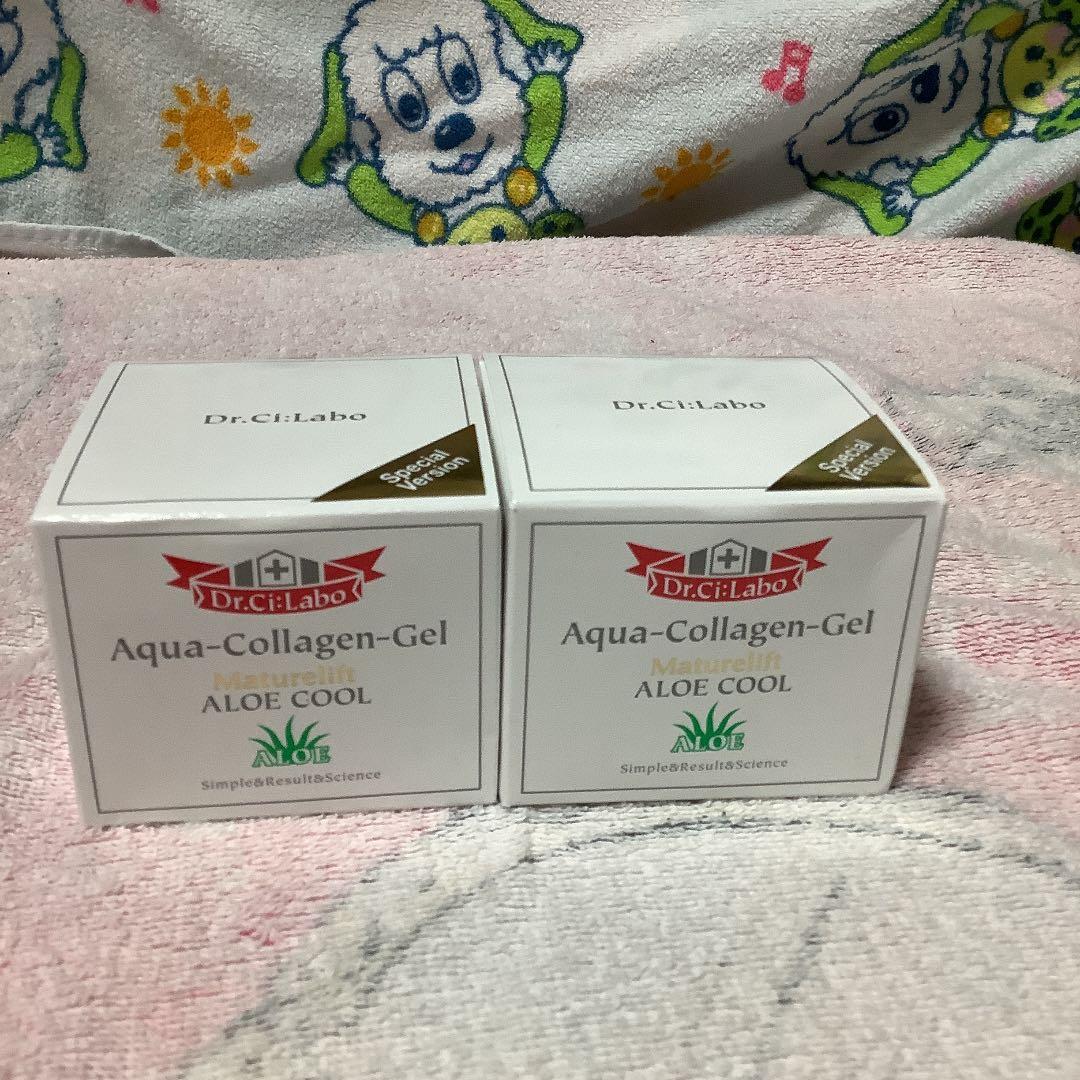 Dr.Ci:Labo
Special
Version
Dr.Ci:Labo
Aqua-Collagen-Gel
Maturelift
ALOE COOL
ALOE
Simple&Result&Science
Dr.Ci:Labo
Special
Version
Dr.Ci:Labo
Aqua-Collagen-Gel
Maturelift
ALOE COOL
ALOE
Simple&Result&Science